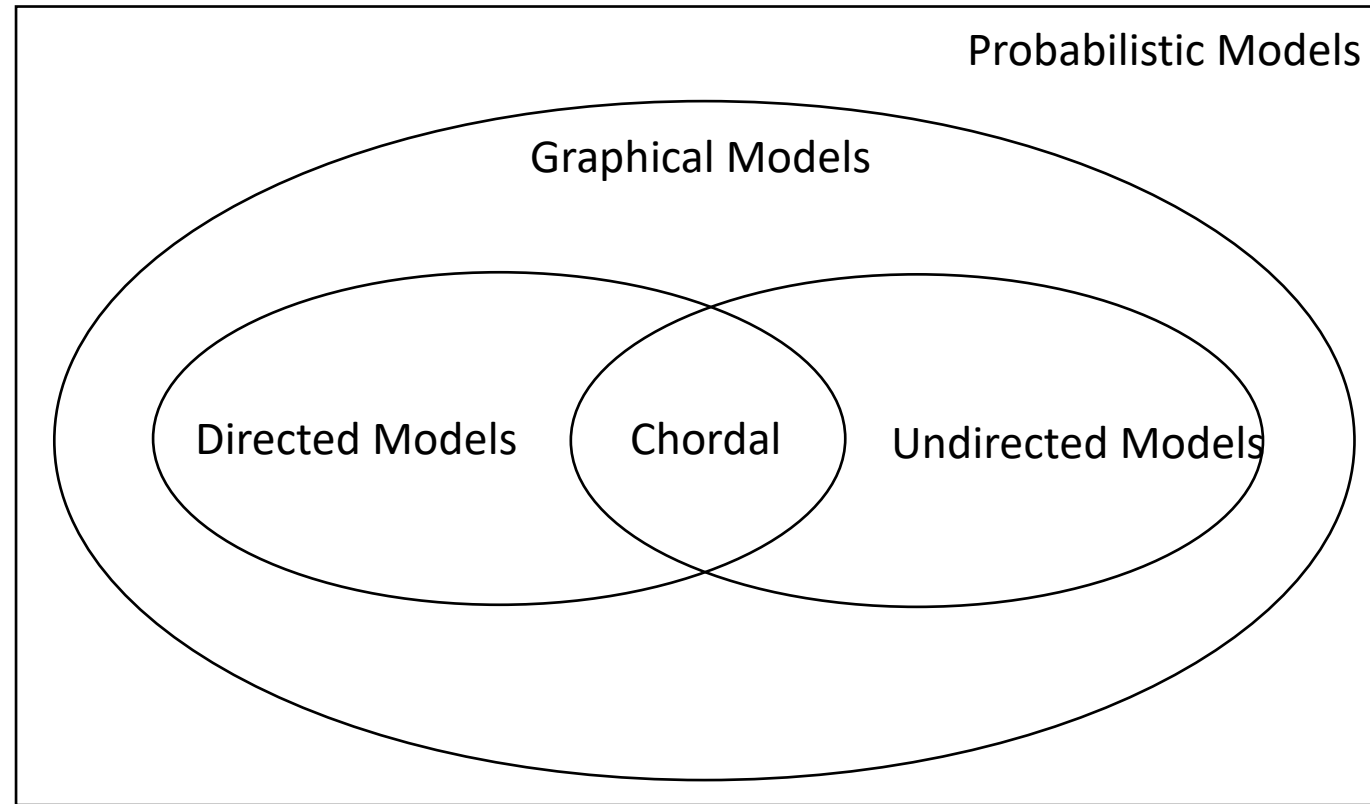 Probabilistic Models
Graphical Models
Directed Models
Chordal
Undirected Models